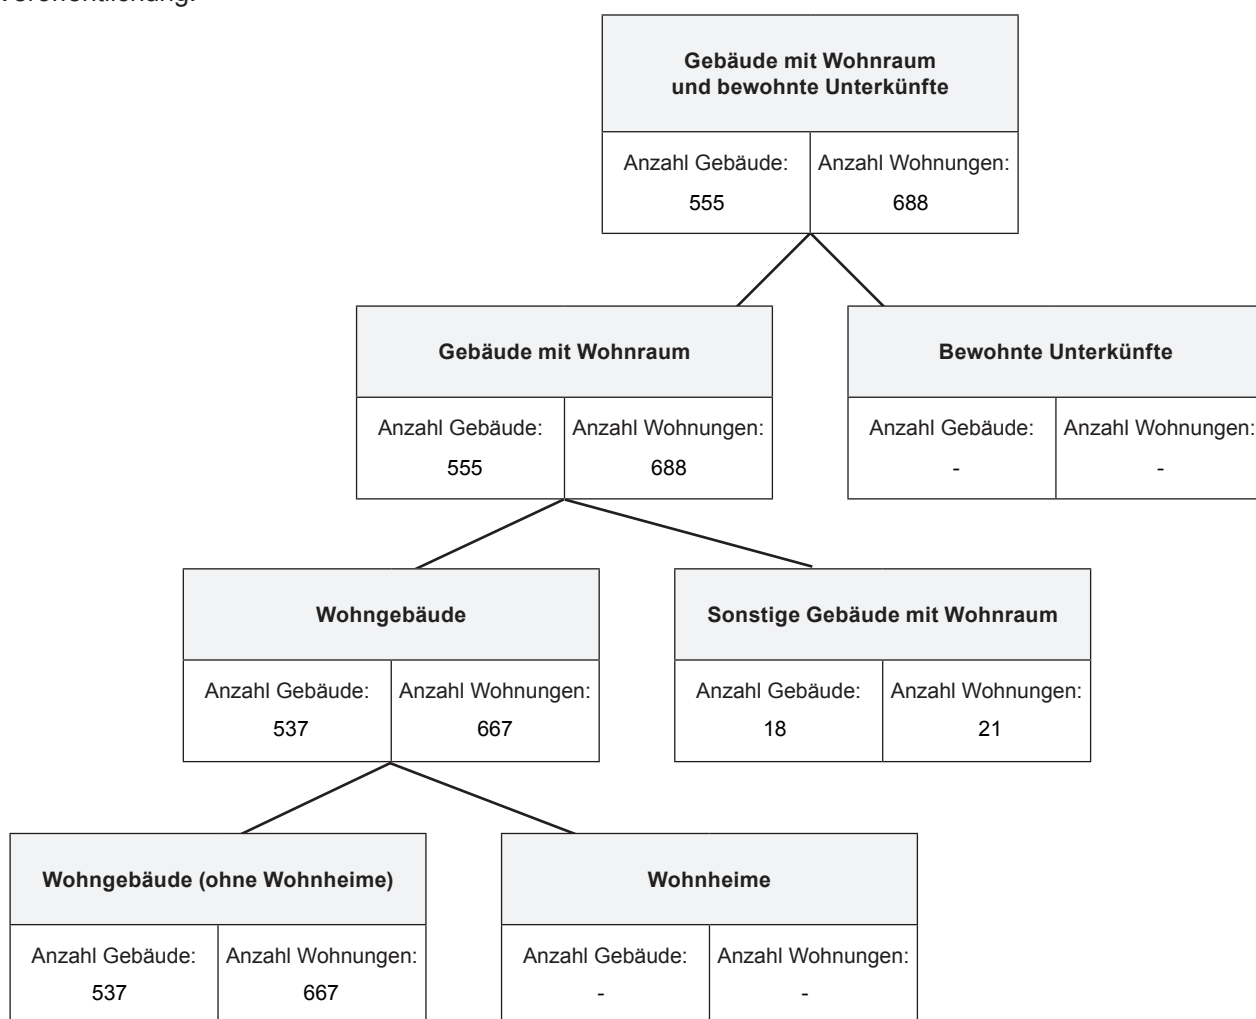 Veröffentlichung.
Gebäude mit Wohnraum
und bewohnte Unterkünfte
Anzahl Gebäude: Anzahl Wohnungen:
555 688
Gebäude mit Wohnraum Bewohnte Unterkünfte
Anzahl Gebäude: Anzahl Wohnungen: Anzahl Gebäude: Anzahl Wohnungen:
555 688 - -
Wohngebäude Sonstige Gebäude mit Wohnraum
Anzahl Gebäude: Anzahl Wohnungen: Anzahl Gebäude: Anzahl Wohnungen:
537 667 18 21
Wohngebäude (ohne Wohnheime) Wohnheime
Anzahl Gebäude: Anzahl Wohnungen: Anzahl Gebäude: Anzahl Wohnungen:
537 667 - -